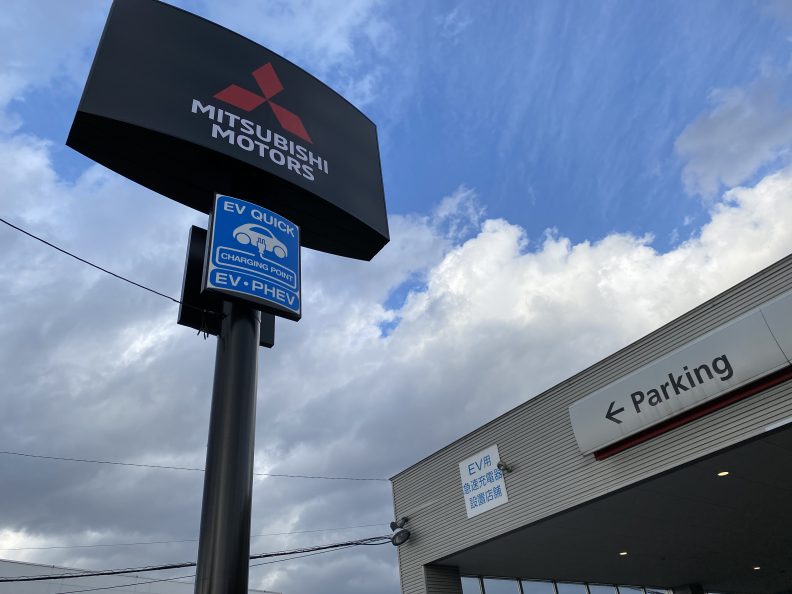 MITSUBISHI
MOTORS
EV QUICK
CHARGING POINT
EV・PHEV
← Parking
EV用
急速充電器
設置店舗